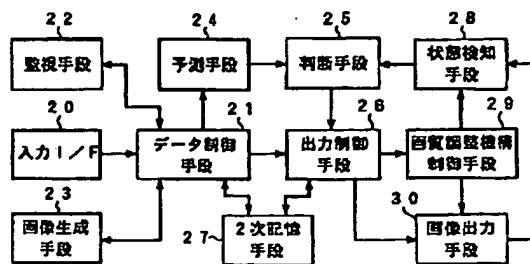 22
監視手段
24
予測手段
25
判断手段
28
状態検知
手段
20
入力I/F
21
データ制御
手段
26
出力制御
手段
29
画質調整機構
制御手段
23
画像生成
手段
27
2次記憶
手段
30
画像出力
手段